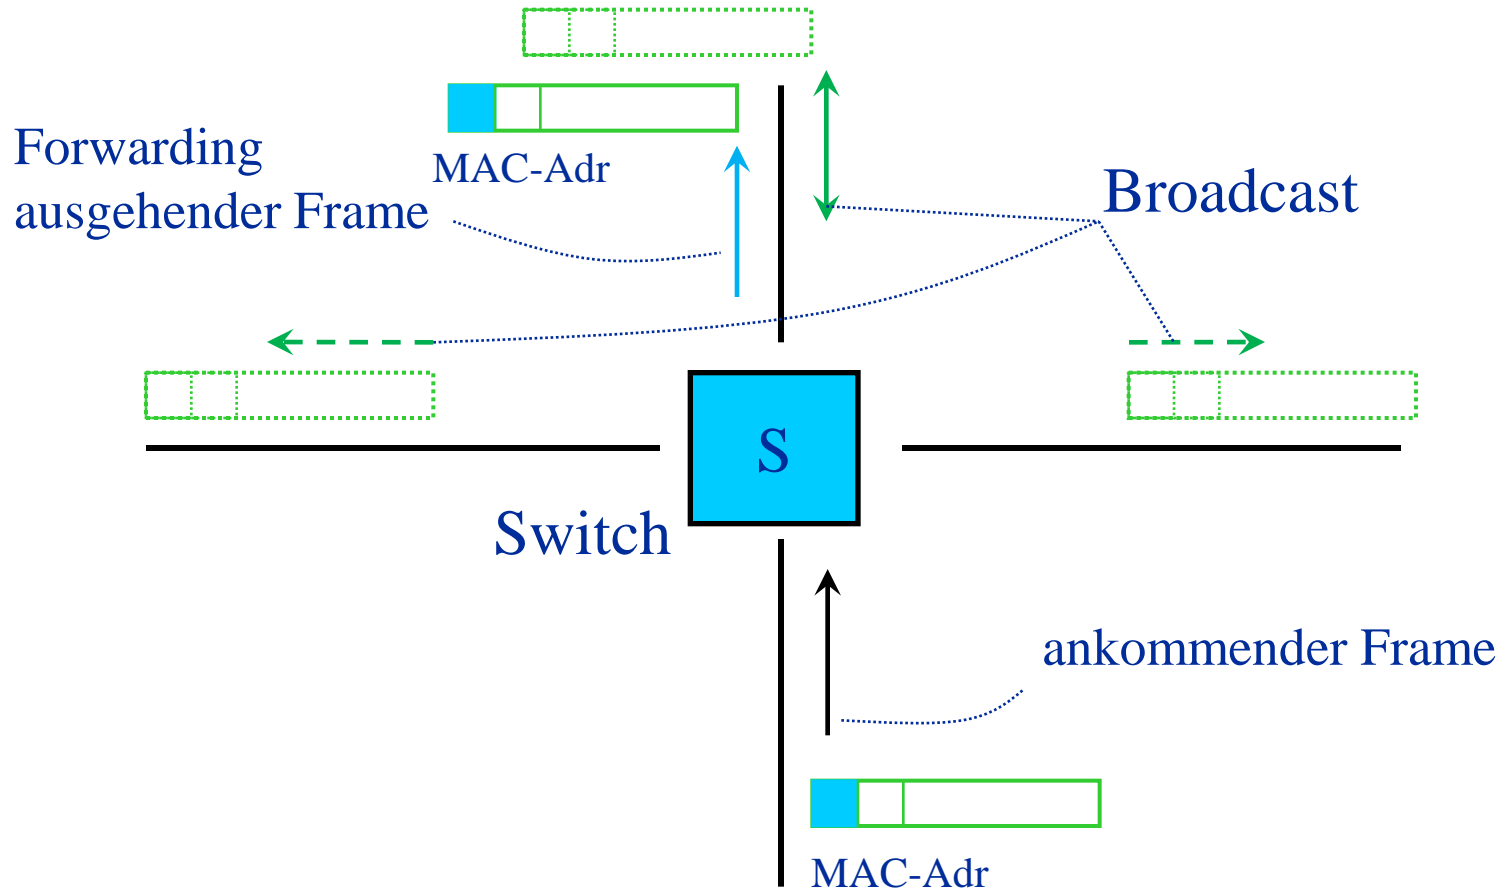 Forwarding
ausgehender Frame
MAC-Adr
Broadcast
S
Switch
ankommender Frame
MAC-Adr